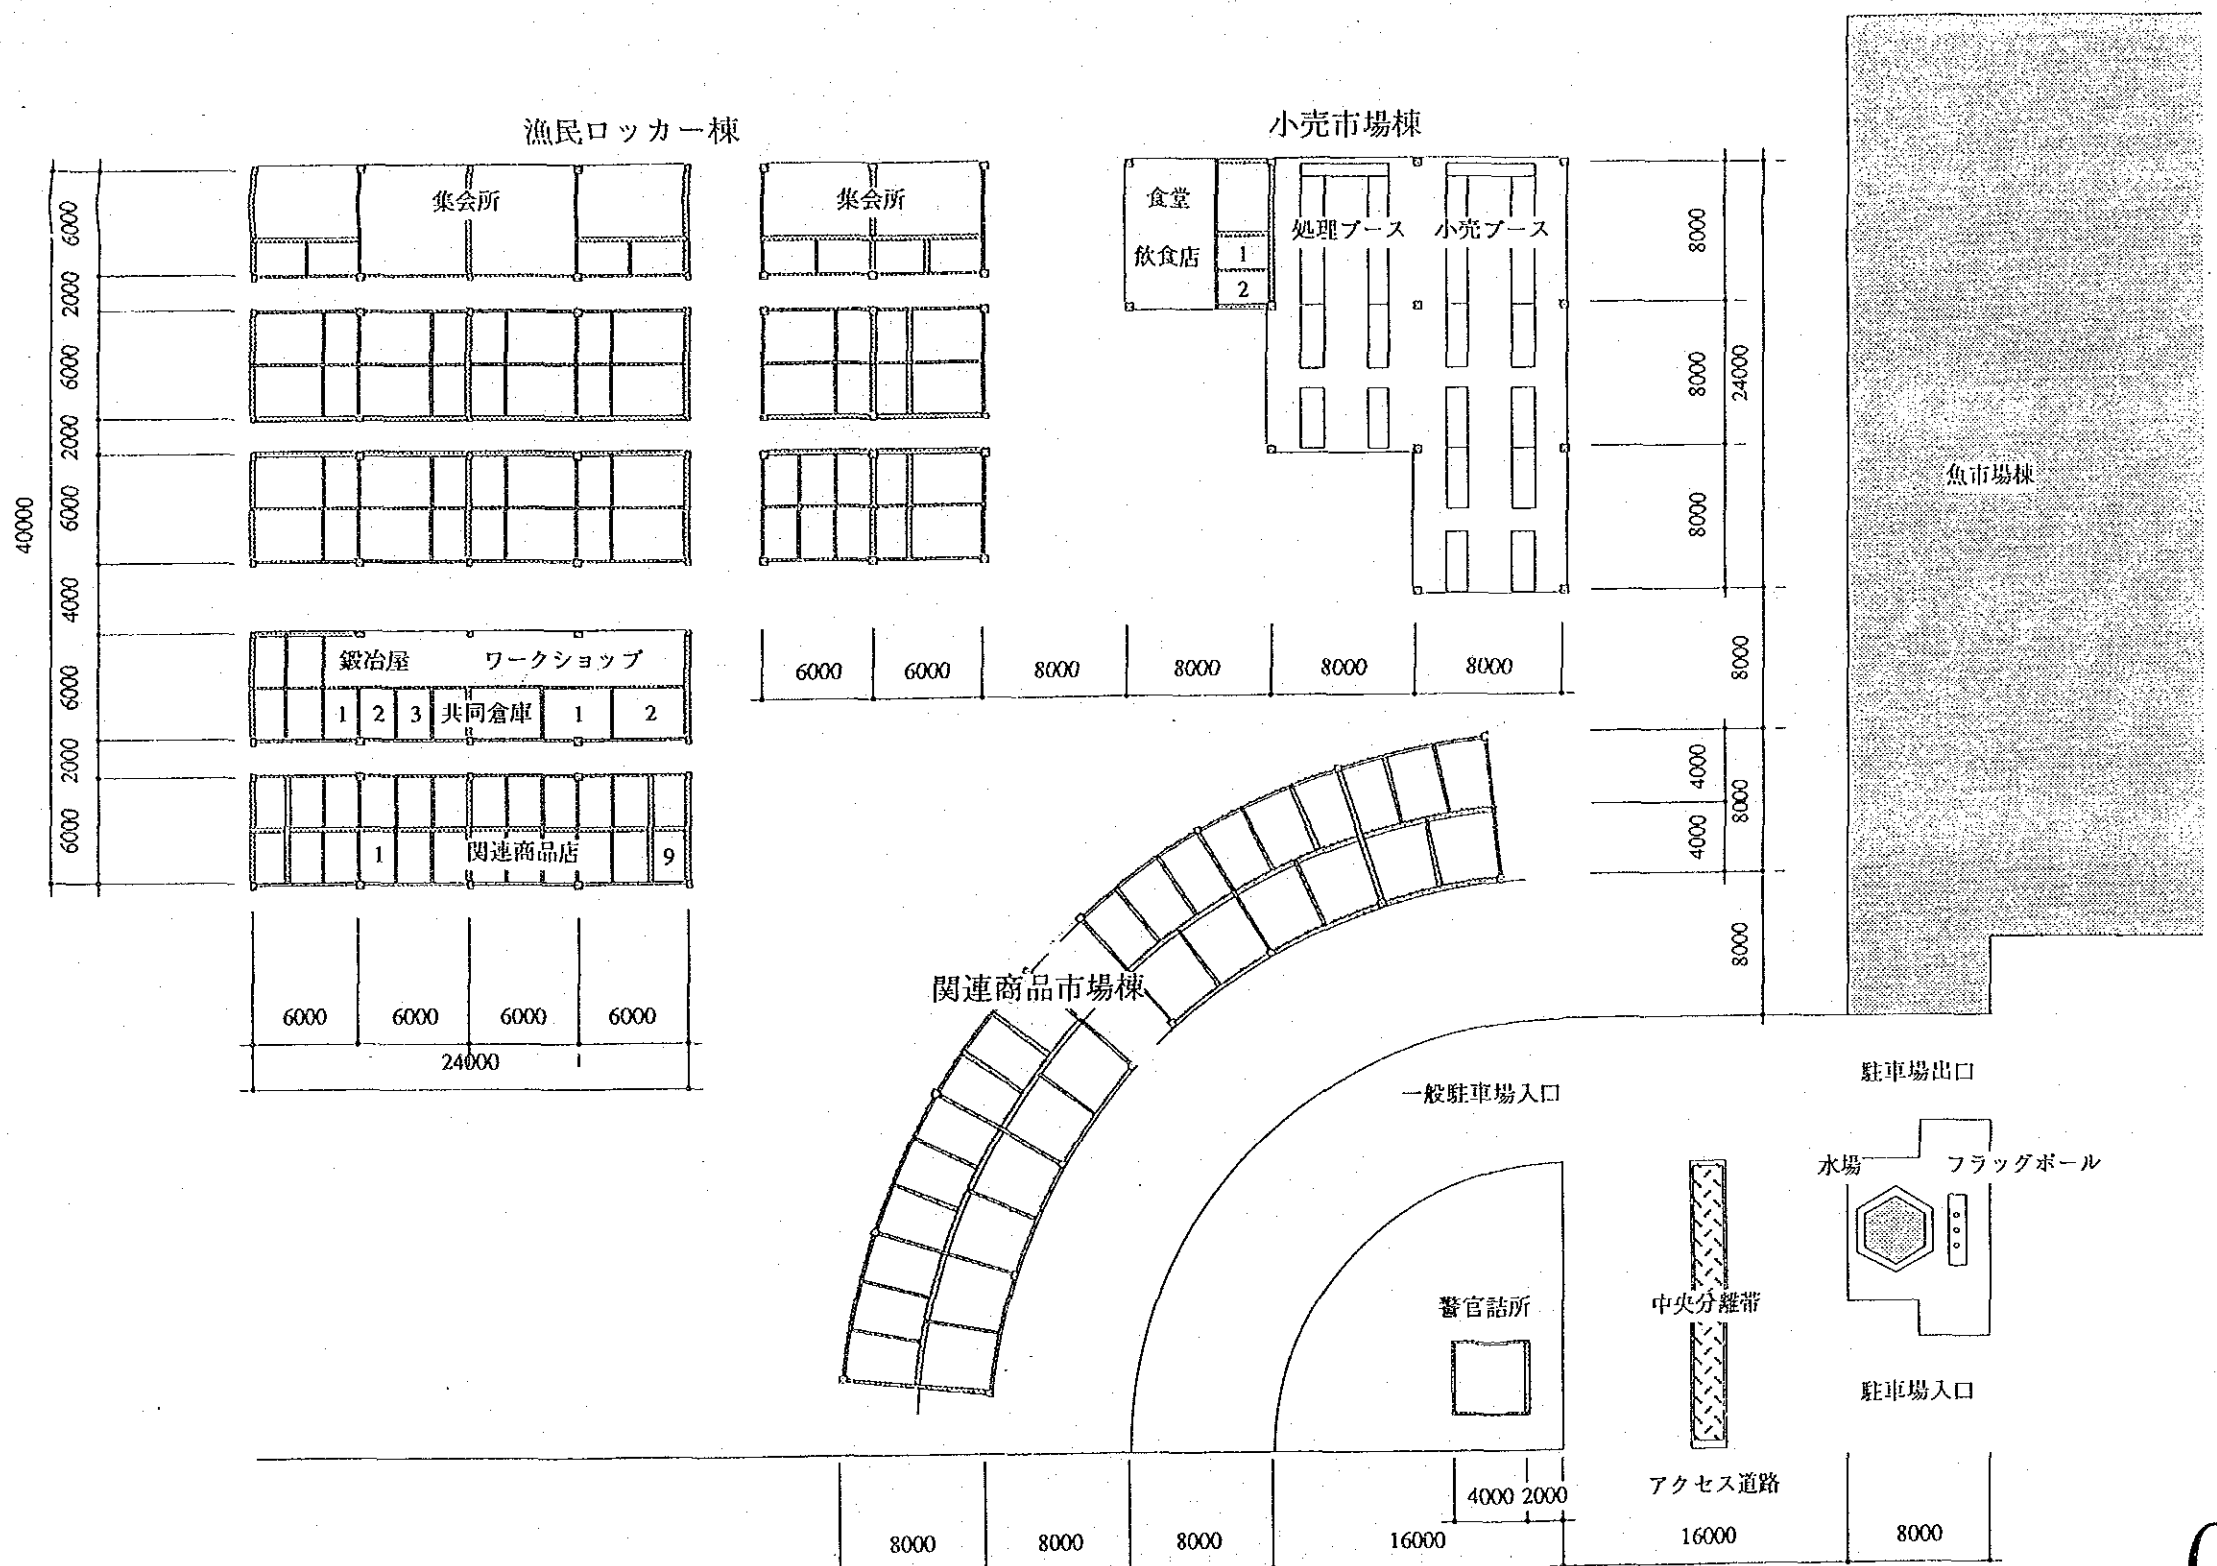 漁民ロッカー棟
小売市場棟
集会所
集会所
食堂
飲食店
1
2
処理ブース
小売ブース
魚市場棟
6000
2000
6000
2000
6000
4000
6000
2000
6000
40000
8000
8000
8000
24000
8000
4000
4000
8000
8000
鍛冶屋
ワークショップ
1
2
3
共同倉庫
1
2
1
関連商品店
9
6000
6000
8000
8000
8000
8000
6000
6000
6000
6000
24000
関連商品市場棟
一般駐車場入口
駐車場出口
水場
フラッグポール
警官詰所
中央分離帯
駐車場入口
アクセス道路
4000
2000
8000
8000
8000
16000
16000
8000